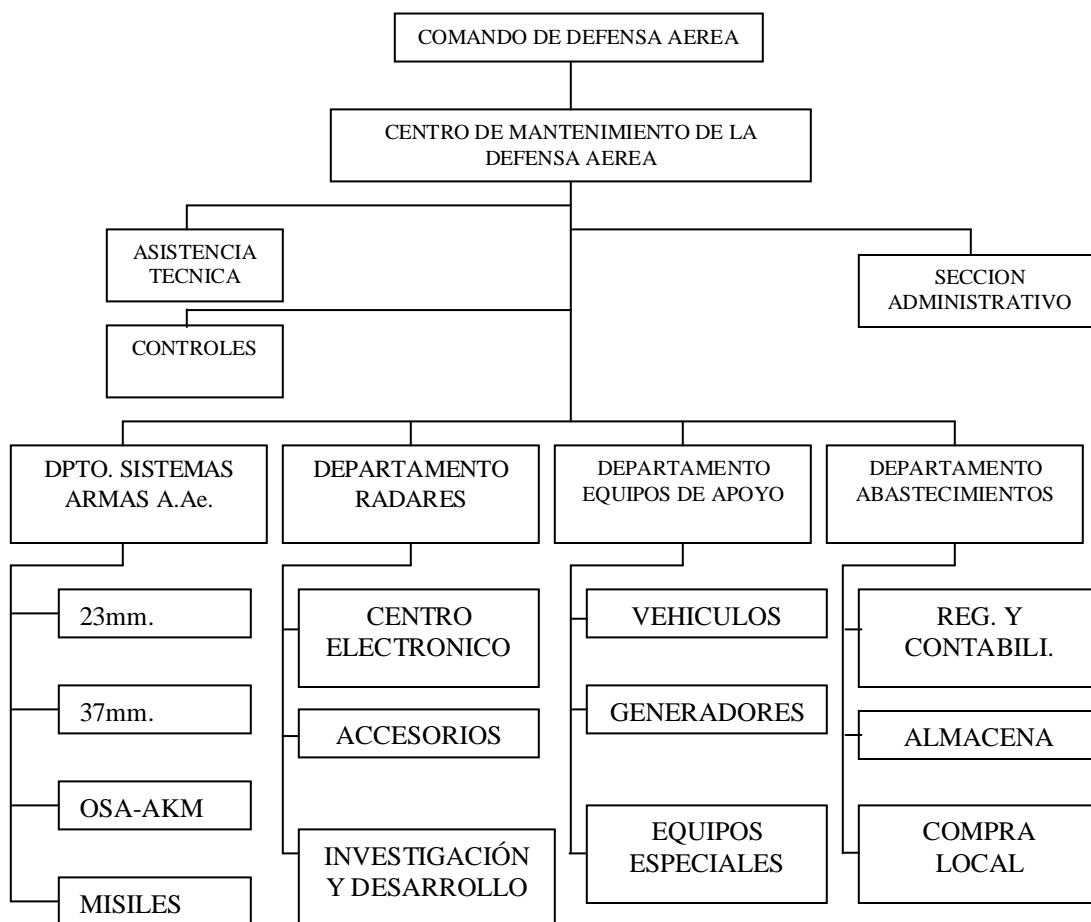 COMANDO DE DEFENSA AEREA
CENTRO DE MANTENIMIENTO DE LA
DEFENSA AEREA
ASISTENCIA
TECNICA
SECCION
ADMINISTRATIVO
CONTROLES
DPTO. SISTEMAS
ARMAS A.Ae.
DEPARTAMENTO
RADARES
DEPARTAMENTO
EQUIPOS DE APOYO
DEPARTAMENTO
ABASTECIMIENTOS
23mm.
37mm.
OSA-AKM
MISILES
CENTRO
ELECTRONICO
ACCESORIOS
INVESTIGACIÓN
Y DESARROLLO
VEHICULOS
GENERADORES
EQUIPOS
ESPECIALES
REG. Y
CONTABILI.
ALMACENA
COMPRA
LOCAL